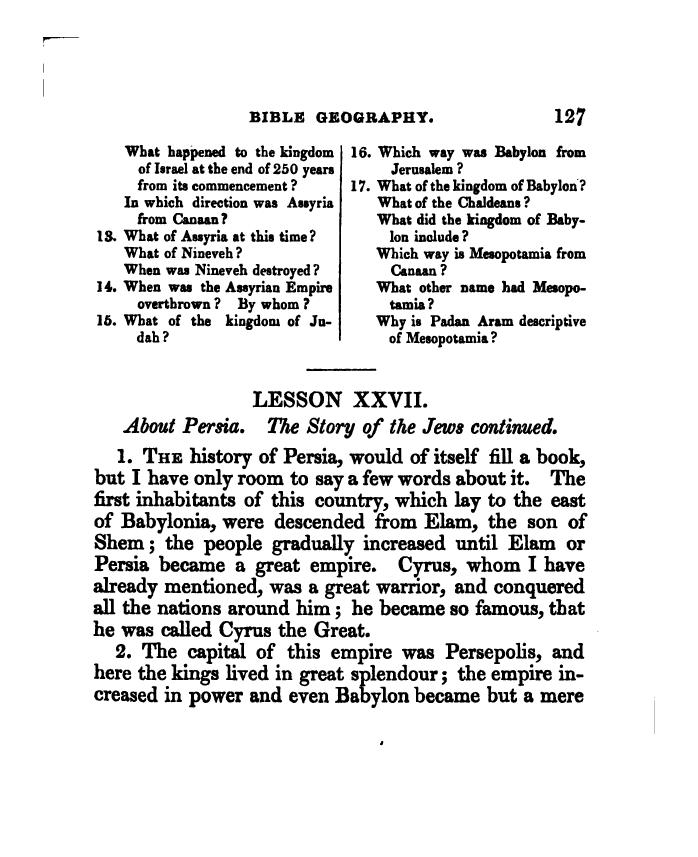 BIBLE GEOGRAPHY. 127
What happened to the kingdom
of Israel at the end of 250 years
from its commencement?
In which direction was Assyria
from Canaan?
13. What of Assyria at this time?
What of Nineveh?
When was Nineveh destroyed?
14. When was the Assyrian Empire
overthrown? By whom?
15. What of the kingdom of Ju-
dah?
16. Which way was Babylon from
Jerusalem?
17. What of the kingdom of Babylon?
What of the Chaldeans?
What did the kingdom of Baby-
lon include?
Which way is Mesopotamia from
Canaan?
What other name had Mesopo-
tamia?
Why is Padan Aram descriptive
of Mesopotamia?
LESSON XXVII.
About Persia. The Story of the Jews continued.
1. THE history of Persia, would of itself fill a book,
but I have only room to say a few words about it. The
first inhabitants of this country, which lay to the east
of Babylonia, were descended from Elam, the son of
Shem; the people gradually increased until Elam or
Persia became a great empire. Cyrus, whom I have
already mentioned, was a great warrior, and conquered
all the nations around him; he became so famous, that
he was called Cyrus the Great.
2. The capital of this empire was Persepolis, and
here the kings lived in great splendour; the empire in-
creased in power and even Babylon became but a mere